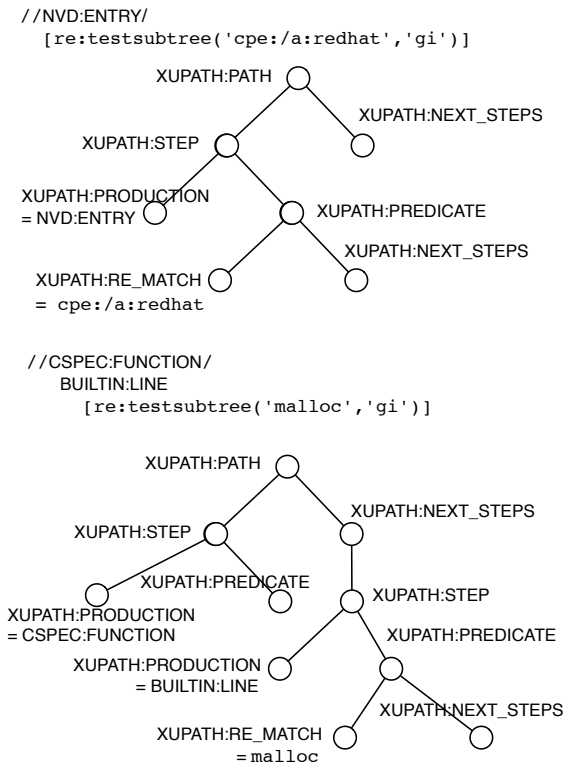 //NVD:ENTRY/
[re:testsubtree('cpe:/a:redhat','gi')]
XUPATH:PATH
XUPATH:NEXT_STEPS
XUPATH:STEP
XUPATH:PRODUCTION
= NVD:ENTRY
XUPATH:PREDICATE
XUPATH:NEXT_STEPS
XUPATH:RE_MATCH
= cpe:/a:redhat
//CSPEC:FUNCTION/
BUILTIN:LINE
[re:testsubtree('malloc','gi')]
XUPATH:PATH
XUPATH:NEXT_STEPS
XUPATH:STEP
XUPATH:PREDICATE
XUPATH:STEP
XUPATH:PRODUCTION
= CSPEC:FUNCTION
XUPATH:PREDICATE
XUPATH:PRODUCTION
= BUILTIN:LINE
XUPATH:NEXT_STEPS
XUPATH:RE_MATCH
= malloc